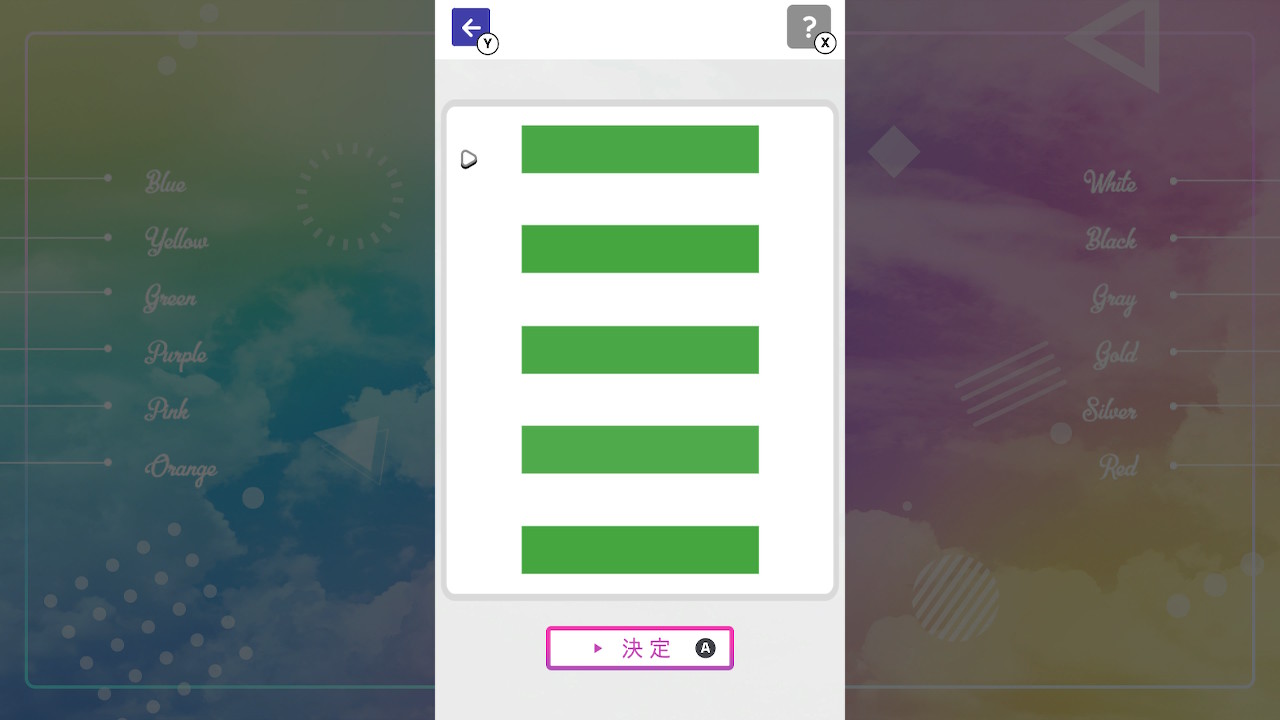 Y
?
X
Blue
Yellow
Green
Purple
Pink
Orange
White
Black
Gray
Gold
Silver
Red
決定 A